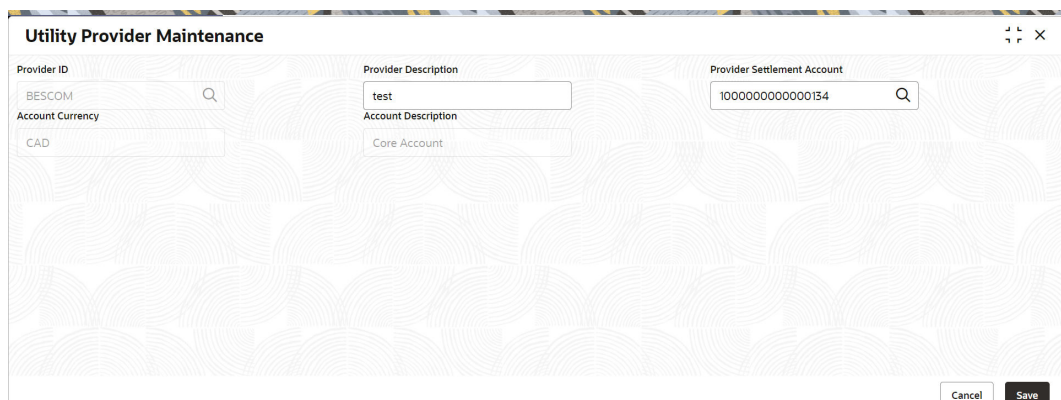 Utility Provider Maintenance
Provider ID
Provider Description
Provider Settlement Account
BESCOM
test
1000000000000134
Account Currency
Account Description
CAD
Core Account
Cancel
Save